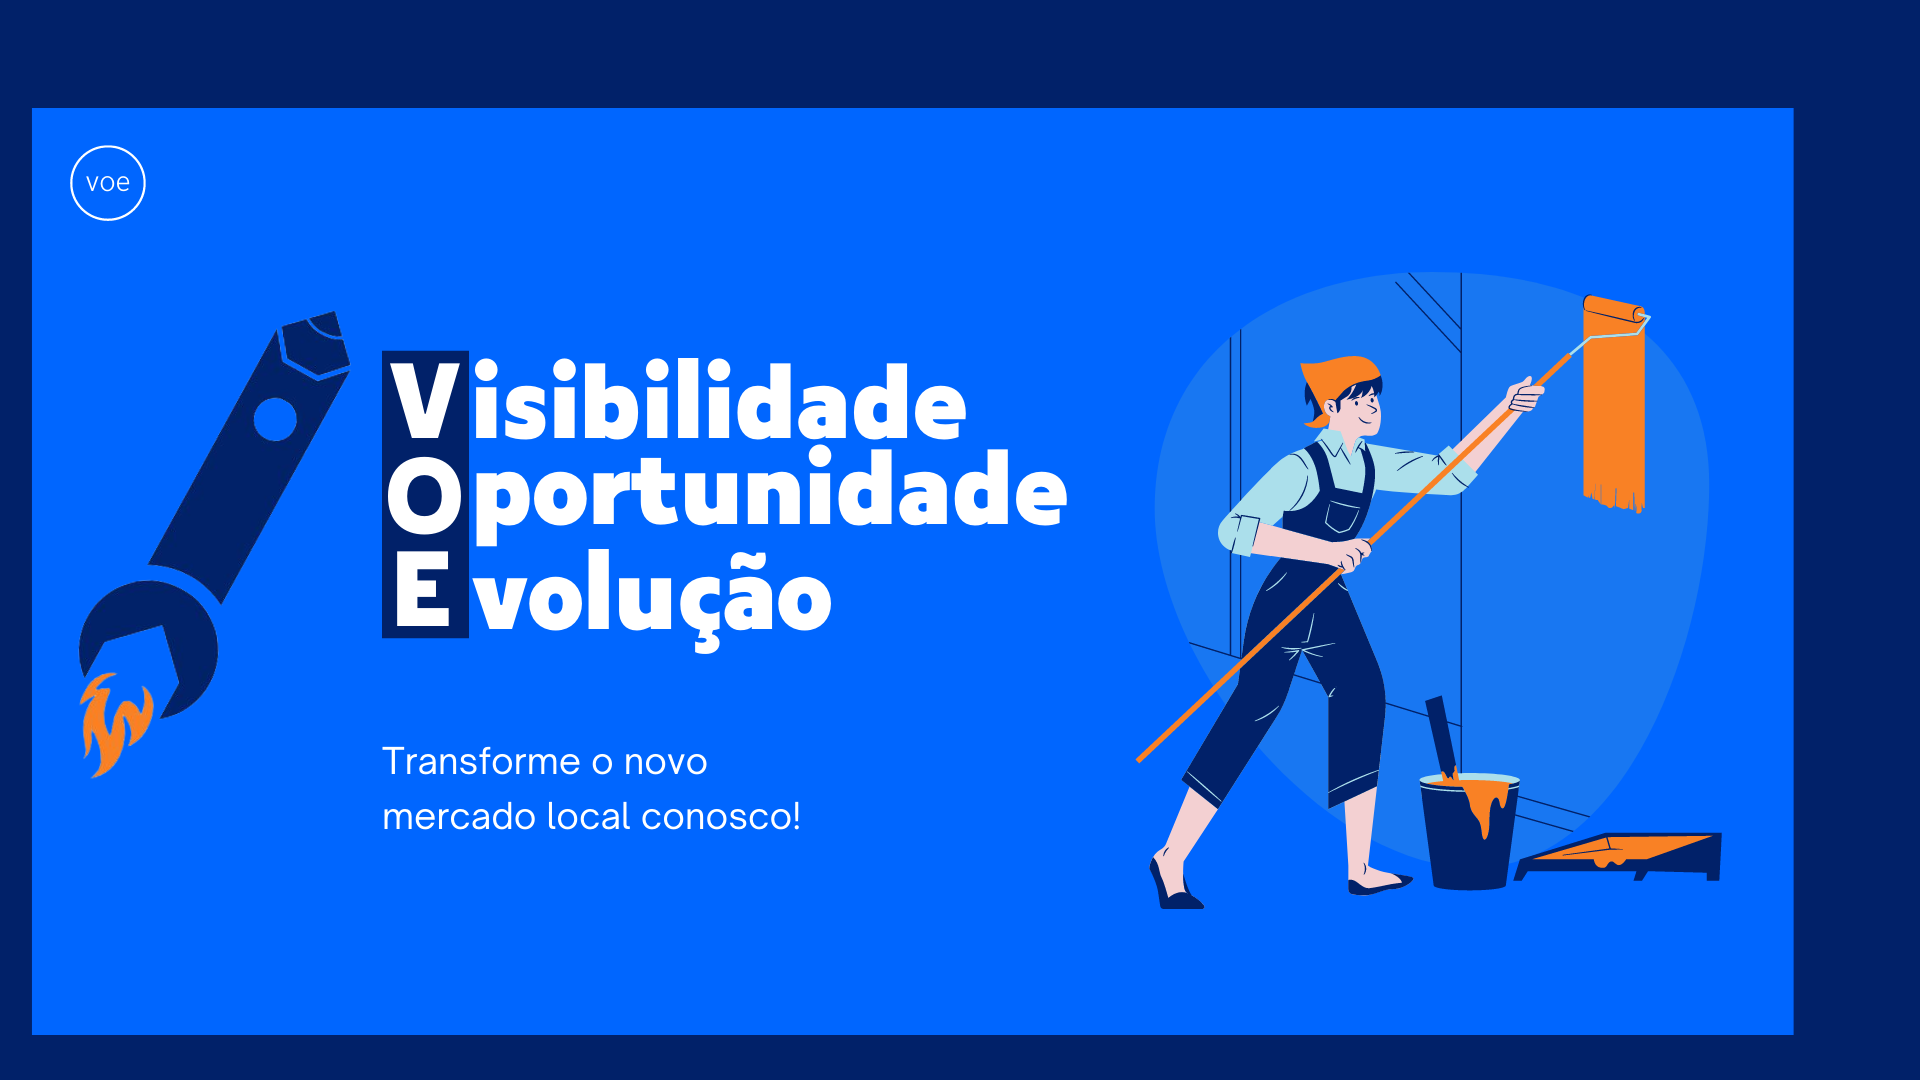 voe
Visibilidade
Oportunidade
Evolução
Transforme o novo
mercado local conosco!